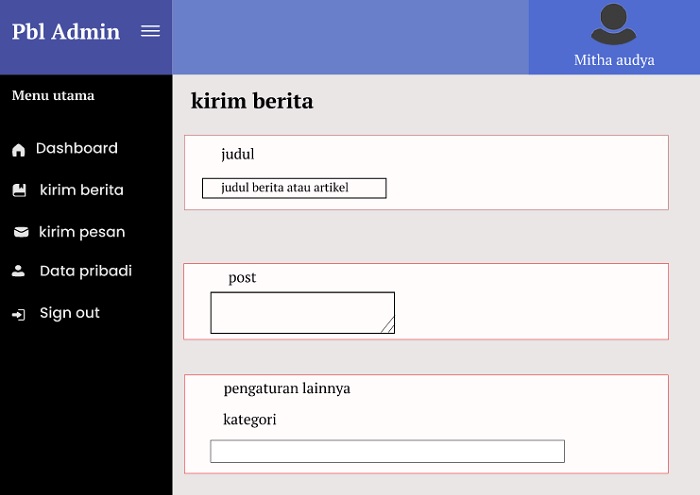 Pbl Admin
Mitha audya
Menu utama
Dashboard
kirim berita
kirim pesan
Data pribadi
Sign out
kirim berita
judul
judul berita atau artikel
post
pengaturan lainnya
kategori